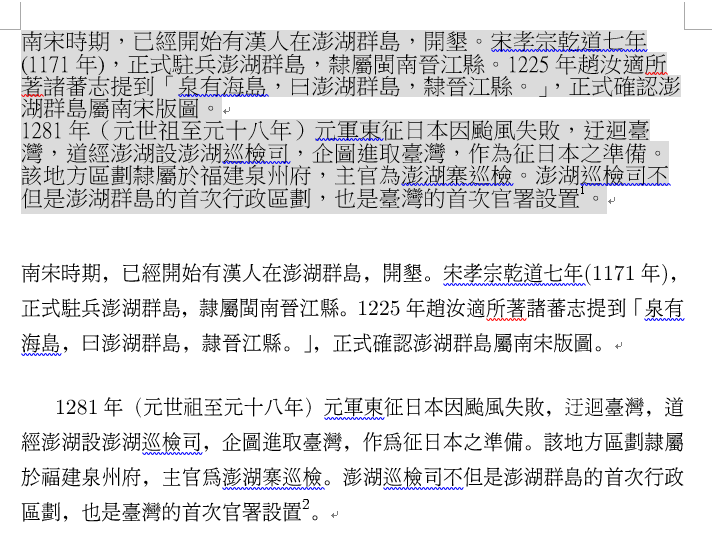 南宋時期，已經開始有漢人在澎湖群島，開墾。宋孝宗乾道七年
(1171 年)，正式駐兵澎湖群島，隸屬閩南晉江縣。1225 年趙汝適所
著諸蕃志提到「泉有海島，曰澎湖群島，隸晉江縣。」，正式確認澎
湖群島屬南宋版圖。
1281 年（元世祖至元十八年）元軍東征日本因颱風失敗，迂迴臺
灣，道經澎湖設澎湖巡檢司，企圖進取臺灣，作為征日本之準備。
該地方區劃隸屬於福建泉州府，主官為澎湖寨巡檢。澎湖巡檢司不
但是澎湖群島的首次行政區劃，也是臺灣的首次官署設置1。
南宋時期，已經開始有漢人在澎湖群島，開墾。宋孝宗乾道七年(1171 年)，
正式駐兵澎湖群島，隸屬閩南晉江縣。1225 年趙汝適所著諸蕃志提到「泉有
海島，曰澎湖群島，隸晉江縣。」，正式確認澎湖群島屬南宋版圖。
1281 年（元世祖至元十八年）元軍東征日本因颱風失敗，迂迴臺灣，道
經澎湖設澎湖巡檢司，企圖進取臺灣，作爲征日本之準備。該地方區劃隸屬
於福建泉州府，主官爲澎湖寨巡檢。澎湖巡檢司不但是澎湖群島的首次行政
區劃，也是臺灣的首次官署設置2。